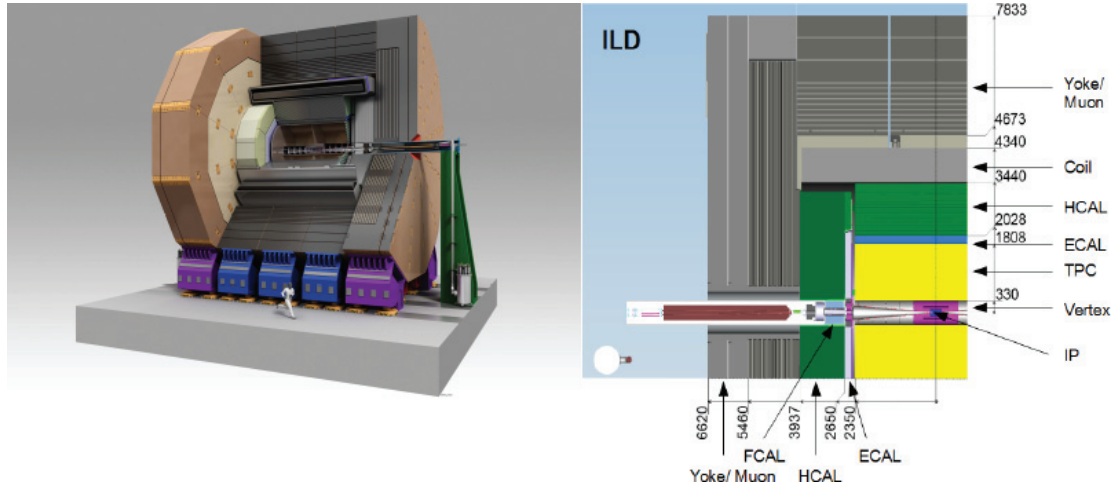 ILD
7833
Yoke/
Muon
4673
4340
Coil
3440
HCAL
2028
ECAL
1808
TPC
330
Vertex
IP
6620
5460
3937
2650
2350
FCAL
ECAL
Yoke/ Muon
HCAL